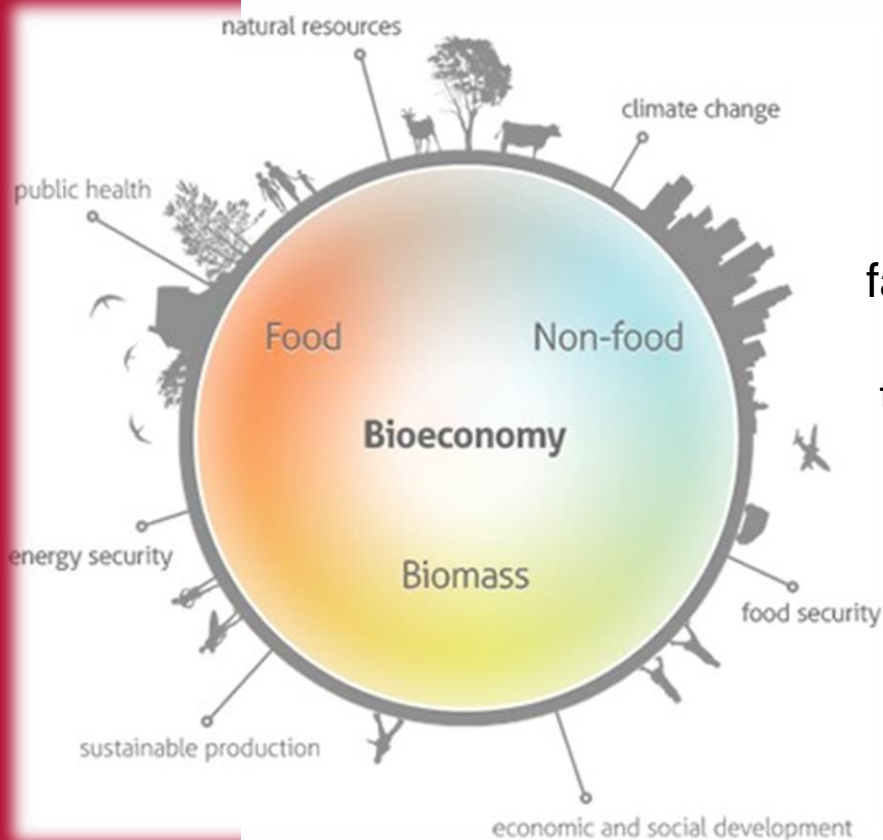 natural resources
climate change
public health
Food
Non-food
Bioeconomy
energy security
Biomass
food security
sustainable production
economic and social development